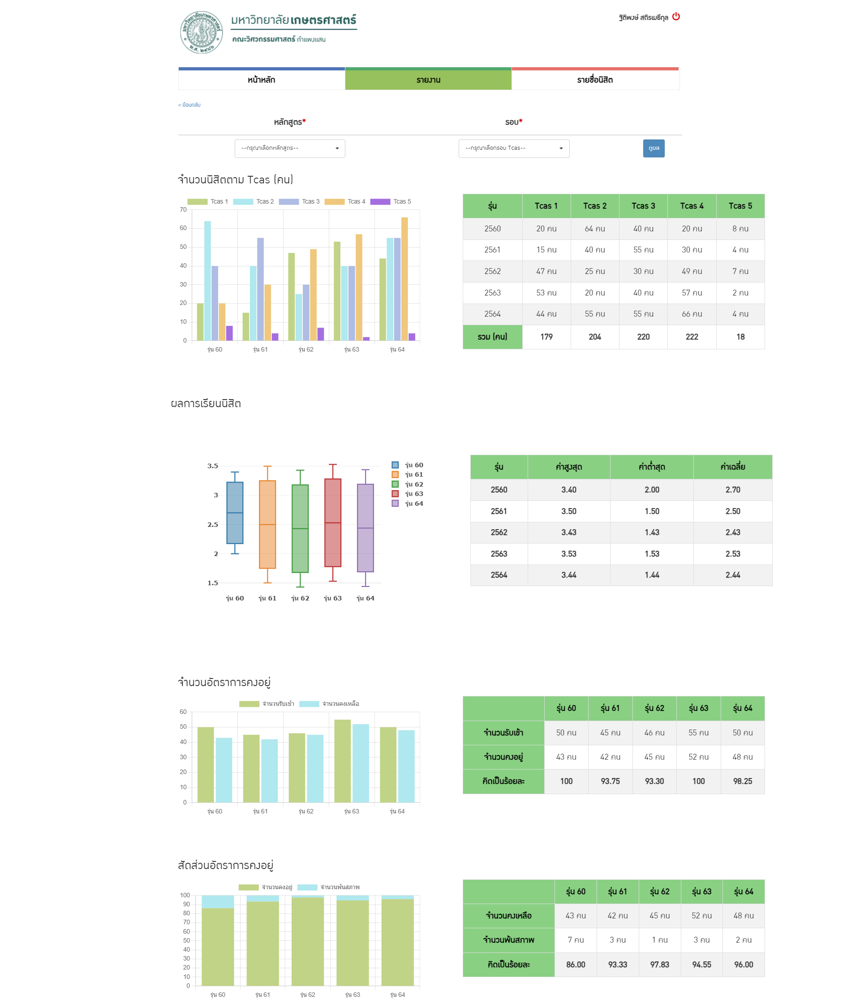 มหาวิทยาลัยเกษตรศาสตร์
คณะวิศวกรรมศาสตร์ กำแพงแสน
มหาวิทยาลัยเกษตรศาสตร์
พ.ศ. ๒๔๘๖
ฐิติพงษ์ สถิรเมธีกุล
หน้าหลัก รายงาน รายชื่อนิสิต
< ย้อนกลับ
หลักสูตร* รอบ*
--กรุณาเลือกหลักสูตร-- --กรุณาเลือกรอบ Tcas-- ดูผล
จำนวนนิสิตตาม Tcas (คน)
Tcas 1 Tcas 2 Tcas 3 Tcas 4 Tcas 5
70
60
50
40
30
20
10
0
รุ่น 60 รุ่น 61 รุ่น 62 รุ่น 63 รุ่น 64
รุ่น Tcas 1 Tcas 2 Tcas 3 Tcas 4 Tcas 5
2560 20 คน 64 คน 40 คน 20 คน 8 คน
2561 15 คน 40 คน 55 คน 30 คน 4 คน
2562 47 คน 25 คน 30 คน 49 คน 7 คน
2563 53 คน 20 คน 40 คน 57 คน 2 คน
2564 44 คน 55 คน 55 คน 66 คน 4 คน
รวม (คน) 179 204 220 222 18
ผลการเรียนนิสิต
3.5
3
2.5
2
1.5
รุ่น 60 รุ่น 61 รุ่น 62 รุ่น 63 รุ่น 64
รุ่น 60
รุ่น 61
รุ่น 62
รุ่น 63
รุ่น 64
รุ่น ค่าสูงสุด ค่าต่ำสุด ค่าเฉลี่ย
2560 3.40 2.00 2.70
2561 3.50 1.50 2.50
2562 3.43 1.43 2.43
2563 3.53 1.53 2.53
2564 3.44 1.44 2.44
จำนวนอัตราการคงอยู่
จำนวนรับเข้า จำนวนคงเหลือ
60
50
40
30
20
10
0
รุ่น 60 รุ่น 61 รุ่น 62 รุ่น 63 รุ่น 64
รุ่น 60 รุ่น 61 รุ่น 62 รุ่น 63 รุ่น 64
จำนวนรับเข้า 50 คน 45 คน 46 คน 55 คน 50 คน
จำนวนคงอยู่ 43 คน 42 คน 45 คน 52 คน 48 คน
คิดเป็นร้อยละ 100 93.75 93.30 100 98.25
สัดส่วนอัตราการคงอยู่
จำนวนคงอยู่ จำนวนพ้นสภาพ
100
90
80
70
60
50
40
30
20
10
0
รุ่น 60 รุ่น 61 รุ่น 62 รุ่น 63 รุ่น 64
รุ่น 60 รุ่น 61 รุ่น 62 รุ่น 63 รุ่น 64
จำนวนคงเหลือ 43 คน 42 คน 45 คน 52 คน 48 คน
จำนวนพ้นสภาพ 7 คน 3 คน 1 คน 3 คน 2 คน
คิดเป็นร้อยละ 86.00 93.33 97.83 94.55 96.00